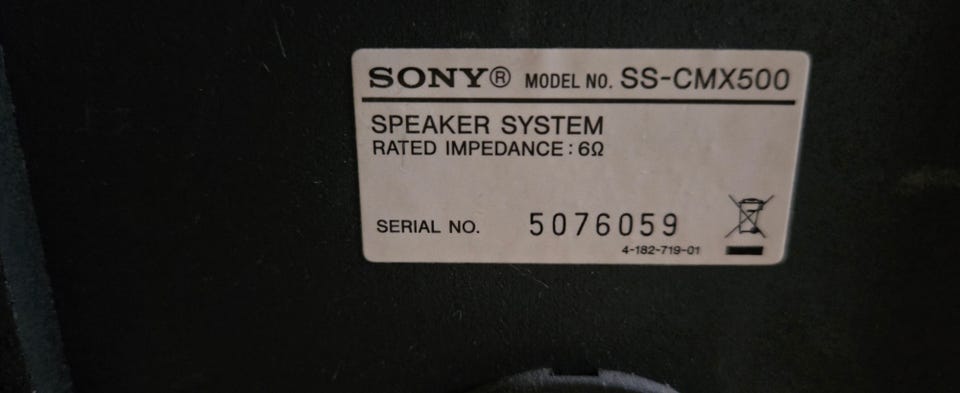 SONY® MODEL NO. SS-CMX500
SPEAKER SYSTEM
RATED IMPEDANCE : 6Ω
SERIAL NO. 5076059
4-182-719-01